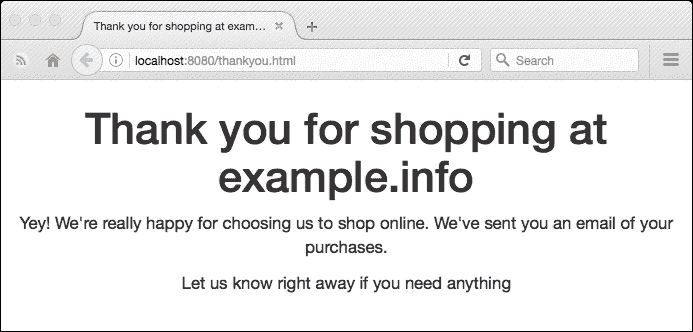 Thank you for shopping at exam...
localhost:8080/thankyou.html
Search
Thank you for shopping at
example.info
Yey! We're really happy for choosing us to shop online. We've sent you an email of your
purchases.
Let us know right away if you need anything